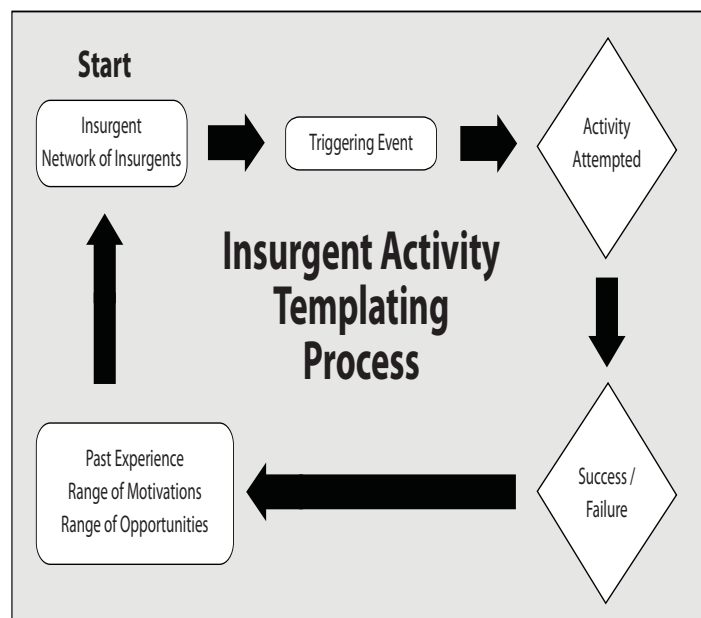 Start
Insurgent
Network of Insurgents
Triggering Event
Activity
Attempted
Insurgent Activity
Templating
Process
Past Experience
Range of Motivations
Range of Opportunities
Success /
Failure